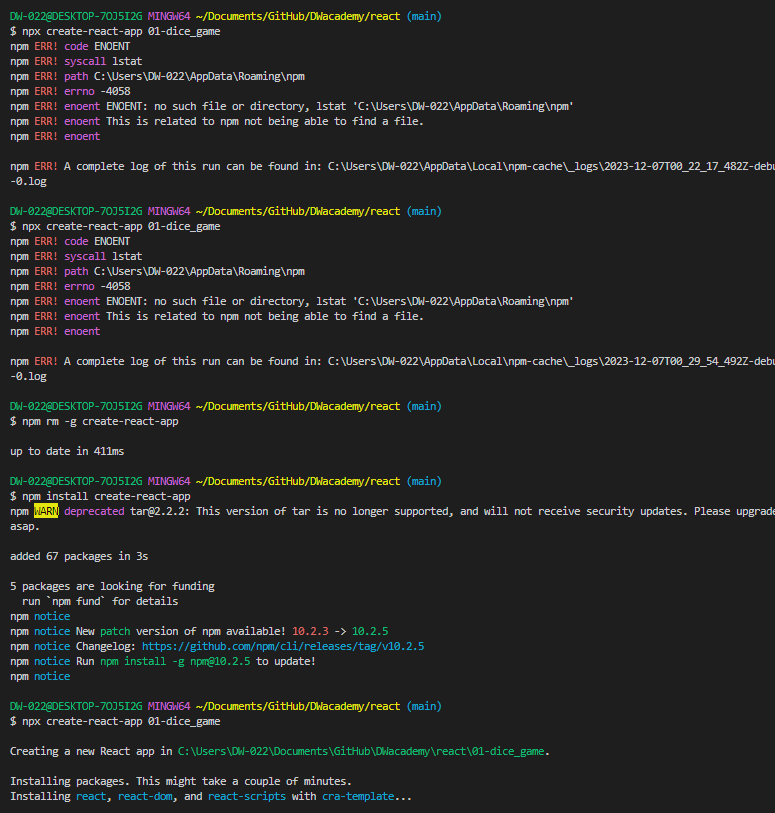 DW-022@DESKTOP-7OJ5I2G MINGW64 ~/Documents/GitHub/DWacademy/react (main)
$ npx create-react-app 01-dice_game
npm ERR! code ENOENT
npm ERR! syscall lstat
npm ERR! path C:\Users\DW-022\AppData\Roaming\npm
npm ERR! errno -4058
npm ERR! enoent ENOENT: no such file or directory, lstat 'C:\Users\DW-022\AppData\Roaming\npm'
npm ERR! enoent This is related to npm not being able to find a file.
npm ERR! enoent
npm ERR! A complete log of this run can be found in: C:\Users\DW-022\AppData\Local\npm-cache\_logs\2023-12-07T00_22_17_482Z-debu
-0.log
DW-022@DESKTOP-7OJ5I2G MINGW64 ~/Documents/GitHub/DWacademy/react (main)
$ npx create-react-app 01-dice_game
npm ERR! code ENOENT
npm ERR! syscall lstat
npm ERR! path C:\Users\DW-022\AppData\Roaming\npm
npm ERR! errno -4058
npm ERR! enoent ENOENT: no such file or directory, lstat 'C:\Users\DW-022\AppData\Roaming\npm'
npm ERR! enoent This is related to npm not being able to find a file.
npm ERR! enoent
npm ERR! A complete log of this run can be found in: C:\Users\DW-022\AppData\Local\npm-cache\_logs\2023-12-07T00_29_54_492Z-debu
-0.log
DW-022@DESKTOP-7OJ5I2G MINGW64 ~/Documents/GitHub/DWacademy/react (main)
$ npm rm -g create-react-app
up to date in 411ms
DW-022@DESKTOP-7OJ5I2G MINGW64 ~/Documents/GitHub/DWacademy/react (main)
$ npm install create-react-app
npm WARN deprecated tar@2.2.2: This version of tar is no longer supported, and will not receive security updates. Please upgrade
asap.
added 67 packages in 3s
5 packages are looking for funding
run `npm fund` for details
npm notice
npm notice New patch version of npm available! 10.2.3 -> 10.2.5
npm notice Changelog: https://github.com/npm/cli/releases/tag/v10.2.5
npm notice Run npm install -g npm@10.2.5 to update!
npm notice
DW-022@DESKTOP-7OJ5I2G MINGW64 ~/Documents/GitHub/DWacademy/react (main)
$ npx create-react-app 01-dice_game
Creating a new React app in C:\Users\DW-022\Documents\GitHub\DWacademy\react\01-dice_game.
Installing packages. This might take a couple of minutes.
Installing react, react-dom, and react-scripts with cra-template...